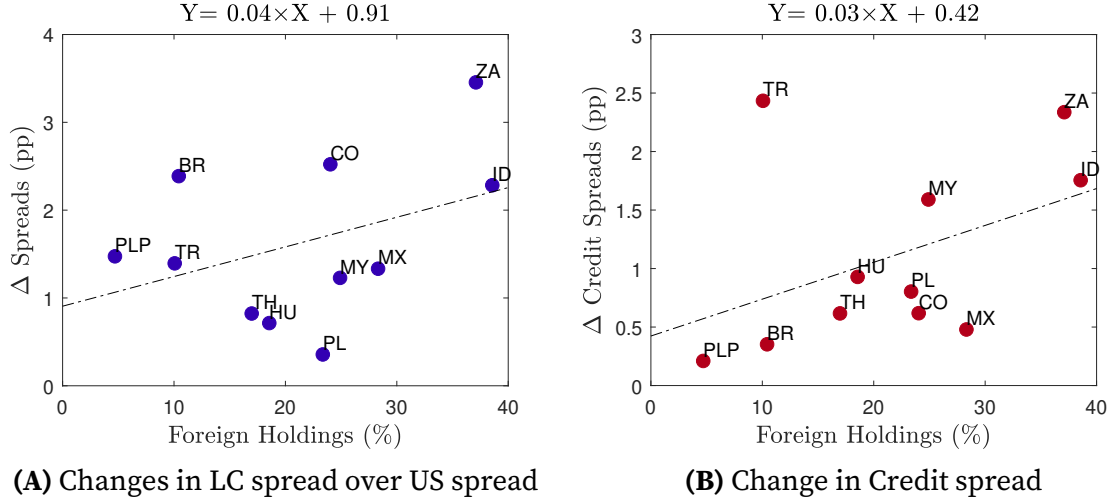 Y= 0.04×X + 0.91
Δ Spreads (pp)
4
3
2
1
0
ZA
CO
BR
ID
PLP
TR
MX
MY
TH
HU
PL
0 10 20 30 40
Foreign Holdings (%)
(A) Changes in LC spread over US spread
Y= 0.03×X + 0.42
Δ Credit Spreads (pp)
3
2.5
2
1.5
1
0.5
0
TR
ZA
ID
MY
HU
PL
TH
CO
MX
BR
PLP
0 10 20 30 40
Foreign Holdings (%)
(B) Change in Credit spread